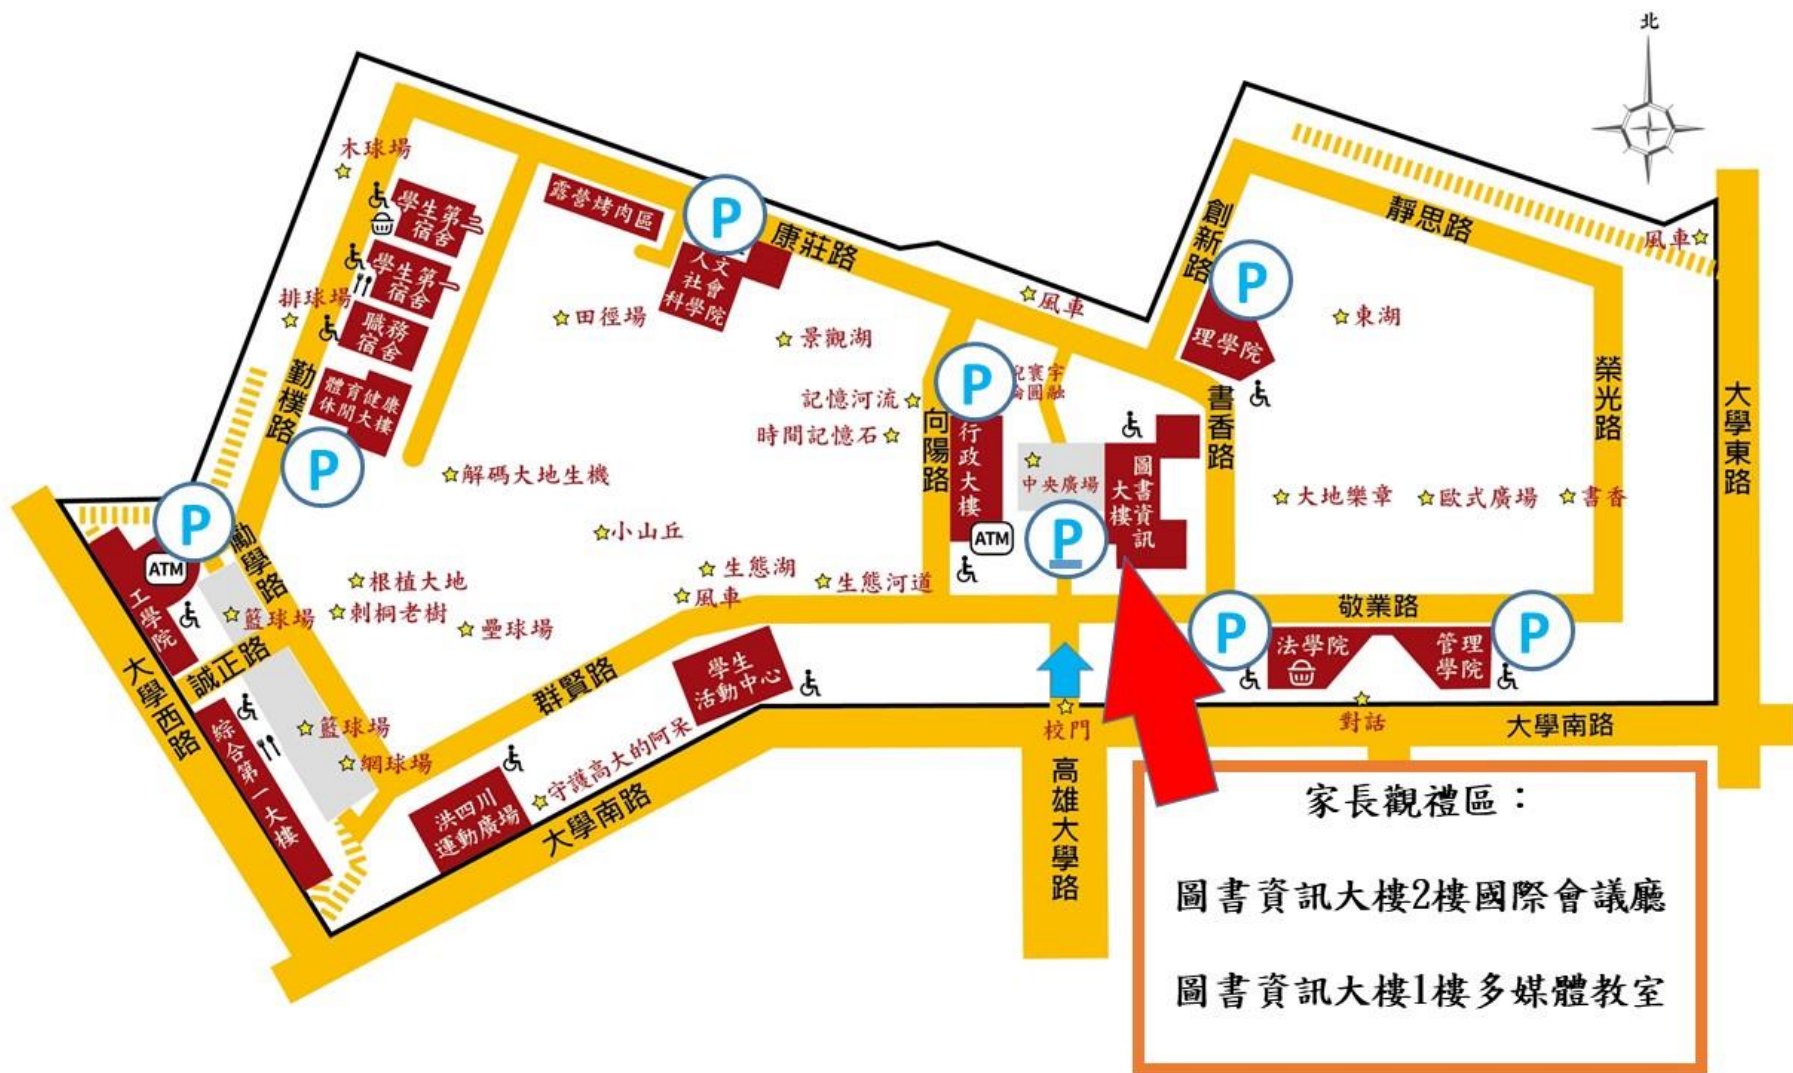 北
木球場
學生第三
宿舍
學生第一
宿舍
排球場
職務
宿舍
體育健康
休閒大樓
勤樸路
露營烤肉區
P
人文
社會
科學院
康莊路
田徑場
景觀湖
風車
創新路
靜思路
風車
P
理學院
東湖
榮光路
大學東路
P
記憶河流
時間記憶石
向陽路
行政大樓
ATM
中央廣場
P
圖書資訊
大樓
書香路
大地樂章
歐式廣場
書香
P
P
解碼大地生機
小山丘
ATM
工學院
勵學路
籃球場
根植大地
刺桐老樹
壘球場
生態湖
風車
生態河道
敬業路
P
法學院
管理
學院
P
誠正路
大學西路
綜合第一大樓
籃球場
網球場
群賢路
學生
活動中心
洪四川
運動廣場
守護高大的阿呆
大學南路
校門
對話
大學南路
高雄大學路
家長觀禮區：
圖書資訊大樓2樓國際會議廳
圖書資訊大樓1樓多媒體教室